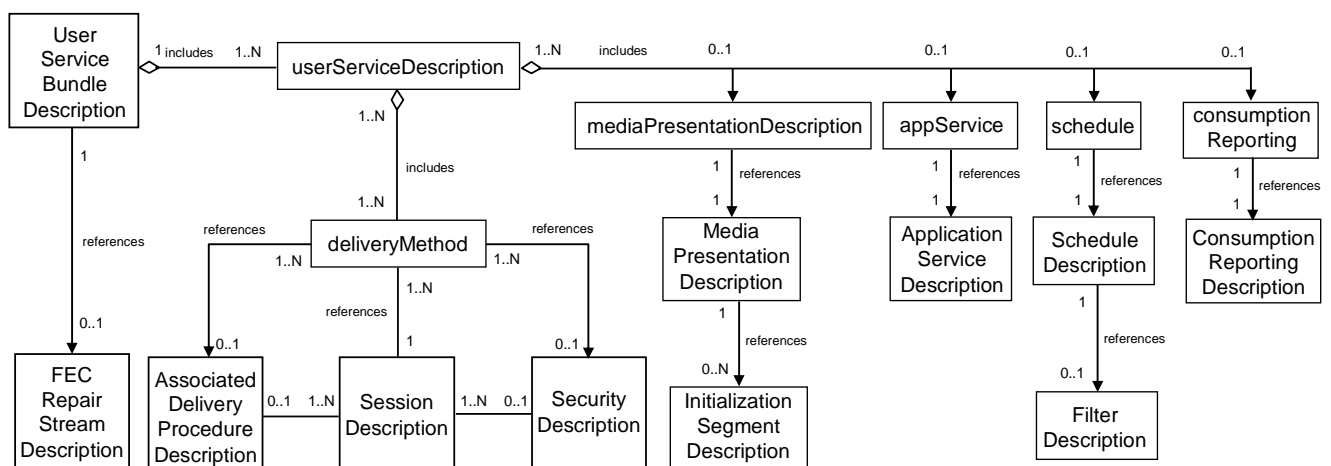 User
Service
Bundle
Description
1
includes
1..N
userServiceDescription
1..N
includes
0..1
0..1
0..1
0..1
mediaPresentationDescription
appService
schedule
consumption
Reporting
1..N
includes
1..N
1
references
0..1
1
references
1
1
references
1
1
references
1
1
references
1
references
deliveryMethod
references
1..N
1..N
1..N
references
0..1
1
0..1
Media
Presentation
Description
Application
Service
Description
Schedule
Description
Consumption
Reporting
Description
1
references
0..N
1
references
0..1
FEC
Repair
Stream
Description
Associated
Delivery
Procedure
Description
0..1
1..N
Session
Description
1..N
0..1
Security
Description
Initialization
Segment
Description
Filter
Description